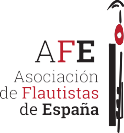 AFE
Asociación
de Flautistas
de España